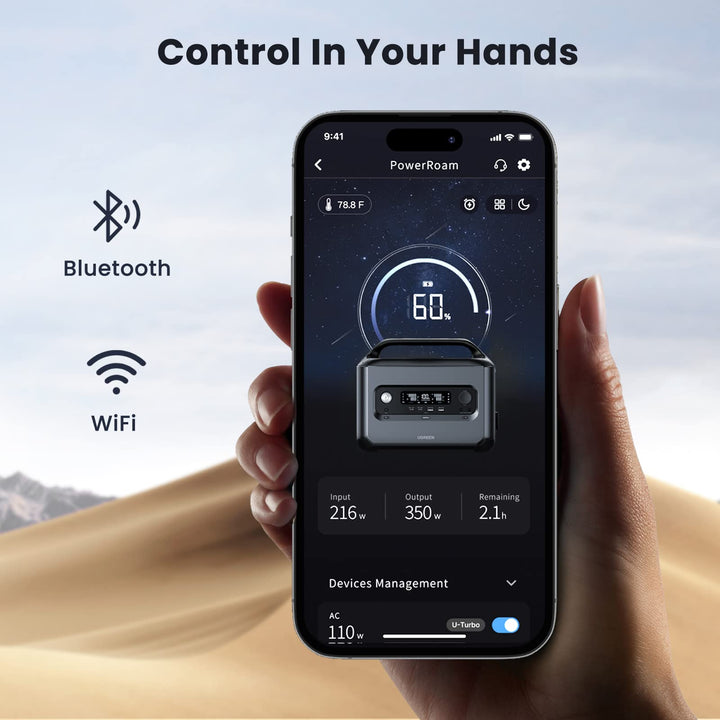 Control In Your Hands
9:41
PowerRoam
78.8 F
60%
Bluetooth
WiFi
UGREEN
Input Output Remaining
216 w 350 w 2.1 h
Devices Management
AC
110 w
U-Turbo